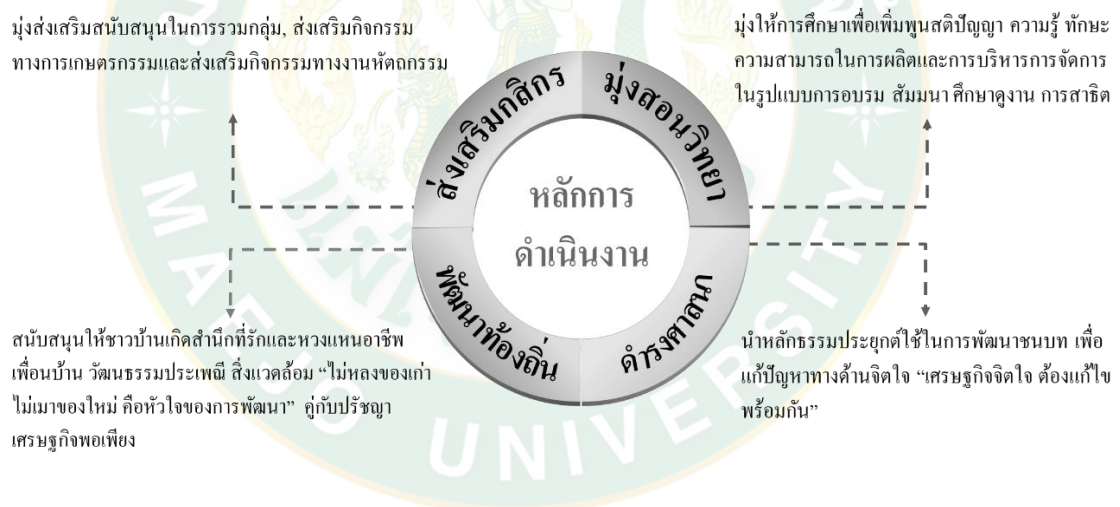 มุ่งส่งเสริมสนับสนุนในการรวมกลุ่ม, ส่งเสริมกิจกรรม
ทางการเกษตรกรรมและส่งเสริมกิจกรรมทางงานหัตถกรรม
มุ่งให้การศึกษาเพื่อเพิ่มพูนสติปัญญา ความรู้ ทักษะ
ความสามารถในการผลิตและการบริหารการจัดการ
ในรูปแบบการอบรม สัมมนา ศึกษาดูงาน การสาธิต
ส่งเสริมกสิกร
มุ่งสอนวิทยา
หลักการ
ดำเนินงาน
พัฒนาท้องถิ่น
ดำรงศาสนา
สนับสนุนให้ชาวบ้านเกิดสำนึกที่รักและหวงแหนอาชีพ
เพื่อนบ้าน วัฒนธรรมประเพณี สิ่งแวดล้อม “ไม่หลงของเก่า
ไม่เมาของใหม่ คือหัวใจของการพัฒนา” คู่กับปรัชญา
เศรษฐกิจพอเพียง
นำหลักธรรมประยุกต์ใช้ในการพัฒนาชนบท เพื่อ
แก้ปัญหาทางด้านจิตใจ “เศรษฐกิจจิตใจ ต้องแก้ไข
พร้อมกัน”
MAEJO UNIVERSITY